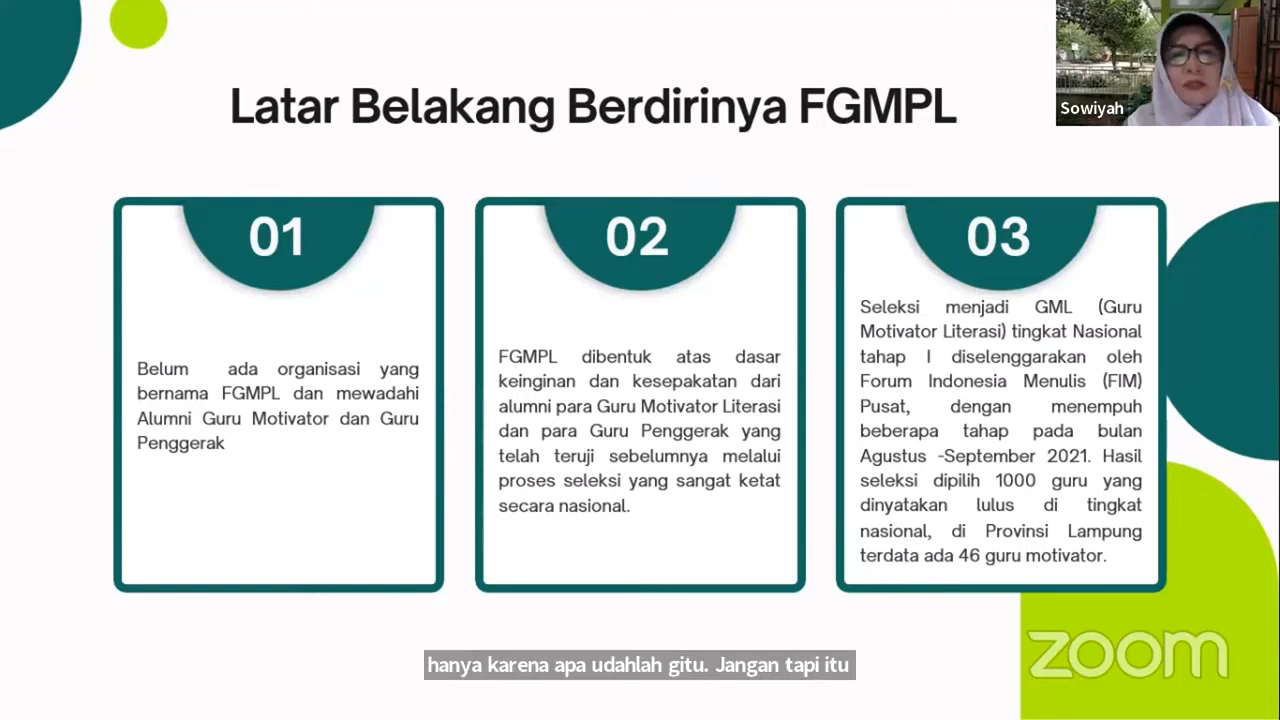 Latar Belakang Berdirinya FGMPL
Sowiyah
01
Belum ada organisasi yang
bernama FGMPL dan mewadahi
Alumni Guru Motivator dan Guru
Penggerak
02
FGMPL dibentuk atas dasar
keinginan dan kesepakatan dari
alumni para Guru Motivator Literasi
dan para Guru Penggerak yang
telah teruji sebelumnya melalui
proses seleksi yang sangat ketat
secara nasional.
03
Seleksi menjadi GML (Guru
Motivator Literasi) tingkat Nasional
tahap I diselenggarakan oleh
Forum Indonesia Menulis (FIM)
Pusat, dengan menempuh
beberapa tahap pada bulan
Agustus -September 2021. Hasil
seleksi dipilih 1000 guru yang
dinyatakan lulus di tingkat
nasional, di Provinsi Lampung
terdata ada 46 guru motivator.
hanya karena apa udahlah gitu. Jangan tapi itu
zoom